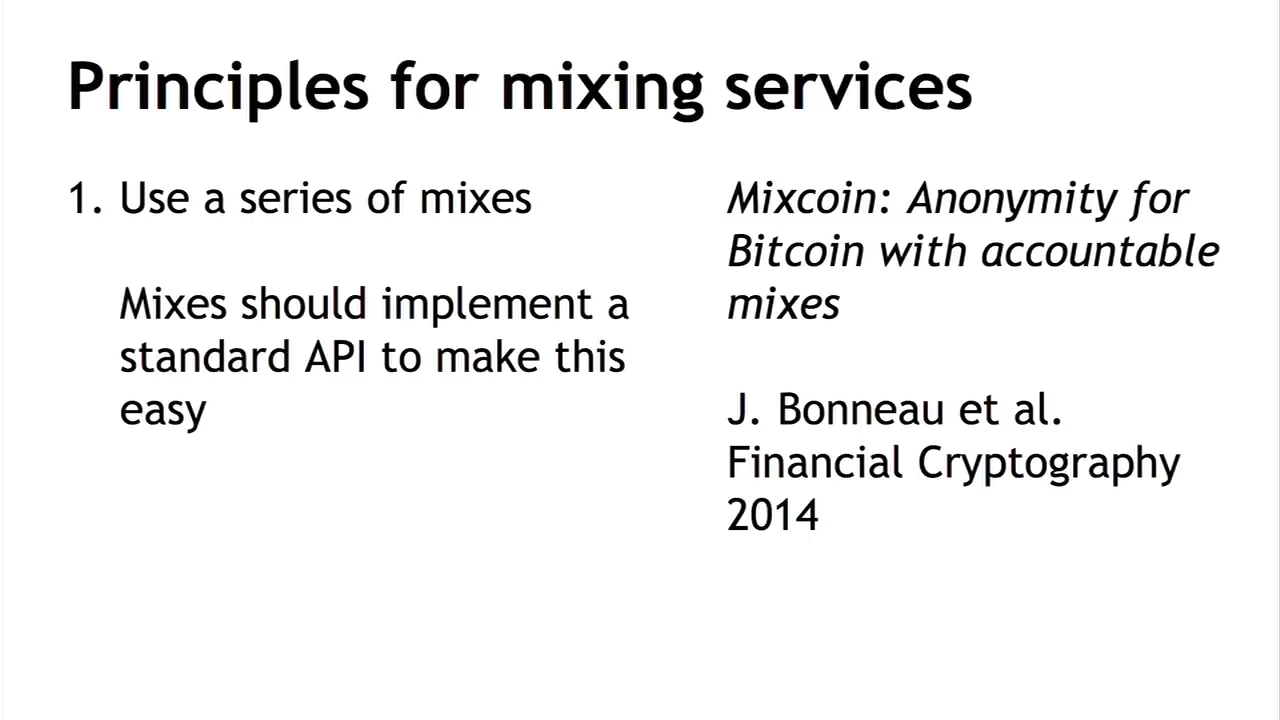 Principles for mixing services
1. Use a series of mixes
Mixes should implement a
standard API to make this
easy
Mixcoin: Anonymity for
Bitcoin with accountable
mixes
J. Bonneau et al.
Financial Cryptography
2014